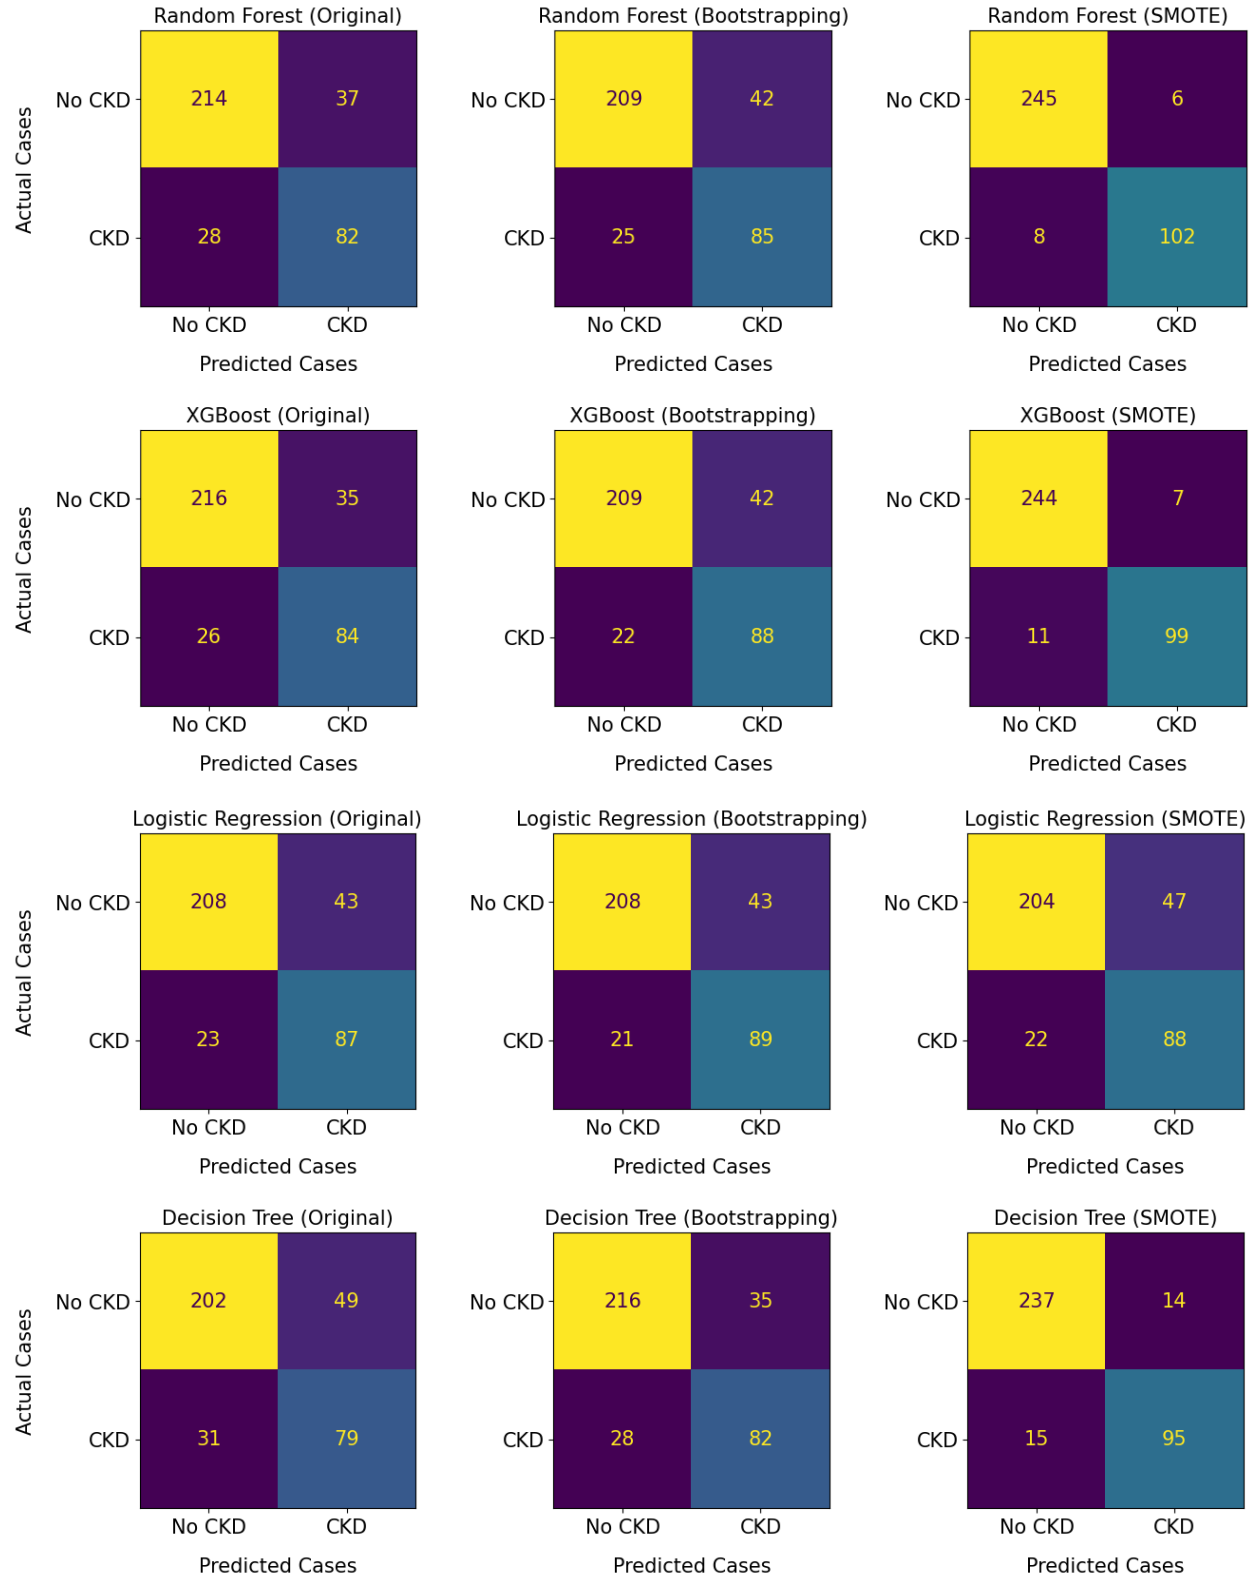 Random Forest (Original)
Random Forest (Bootstrapping)
Random Forest (SMOTE)
Actual Cases
No CKD 214 37
CKD 28 82
No CKD CKD
Predicted Cases
No CKD 209 42
CKD 25 85
No CKD CKD
Predicted Cases
No CKD 245 6
CKD 8 102
No CKD CKD
Predicted Cases
XGBoost (Original)
XGBoost (Bootstrapping)
XGBoost (SMOTE)
Actual Cases
No CKD 216 35
CKD 26 84
No CKD CKD
Predicted Cases
No CKD 209 42
CKD 22 88
No CKD CKD
Predicted Cases
No CKD 244 7
CKD 11 99
No CKD CKD
Predicted Cases
Logistic Regression (Original)
Logistic Regression (Bootstrapping)
Logistic Regression (SMOTE)
Actual Cases
No CKD 208 43
CKD 23 87
No CKD CKD
Predicted Cases
No CKD 208 43
CKD 21 89
No CKD CKD
Predicted Cases
No CKD 204 47
CKD 22 88
No CKD CKD
Predicted Cases
Decision Tree (Original)
Decision Tree (Bootstrapping)
Decision Tree (SMOTE)
Actual Cases
No CKD 202 49
CKD 31 79
No CKD CKD
Predicted Cases
No CKD 216 35
CKD 28 82
No CKD CKD
Predicted Cases
No CKD 237 14
CKD 15 95
No CKD CKD
Predicted Cases